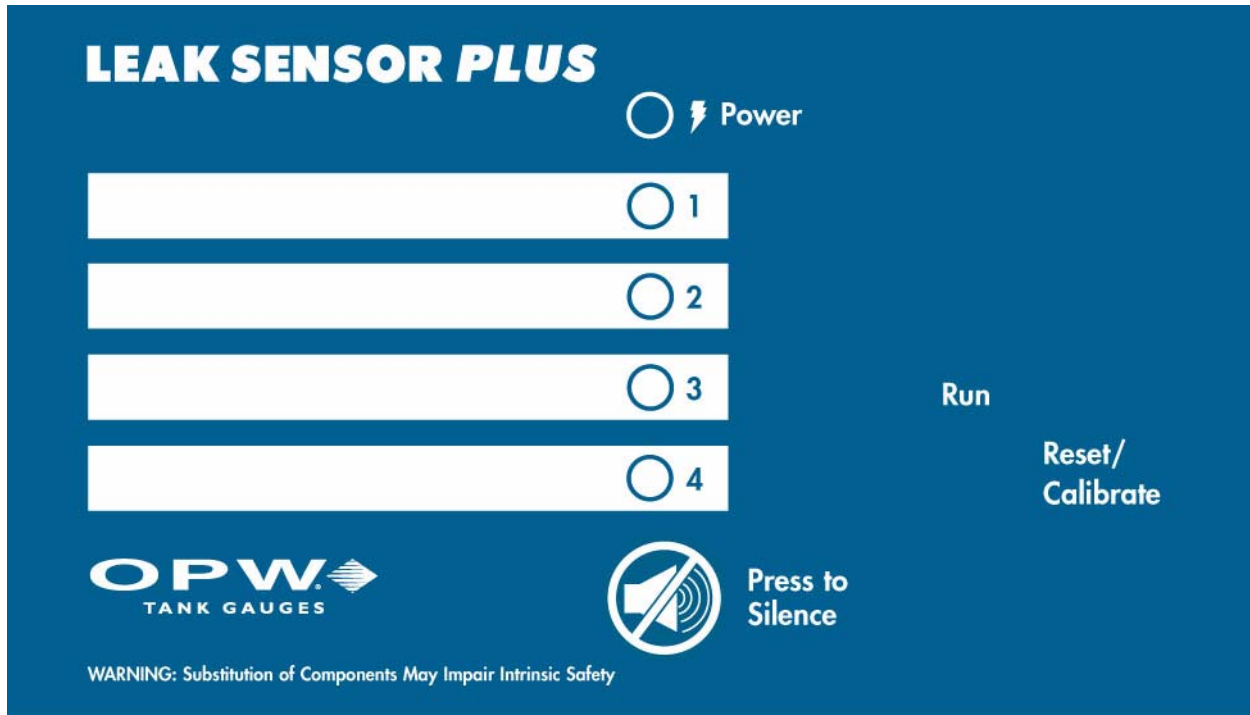 LEAK SENSOR PLUS
Power
1
2
3
Run
4
Reset/
Calibrate
OPW
TANK GAUGES
Press to
Silence
WARNING: Substitution of Components May Impair Intrinsic Safety